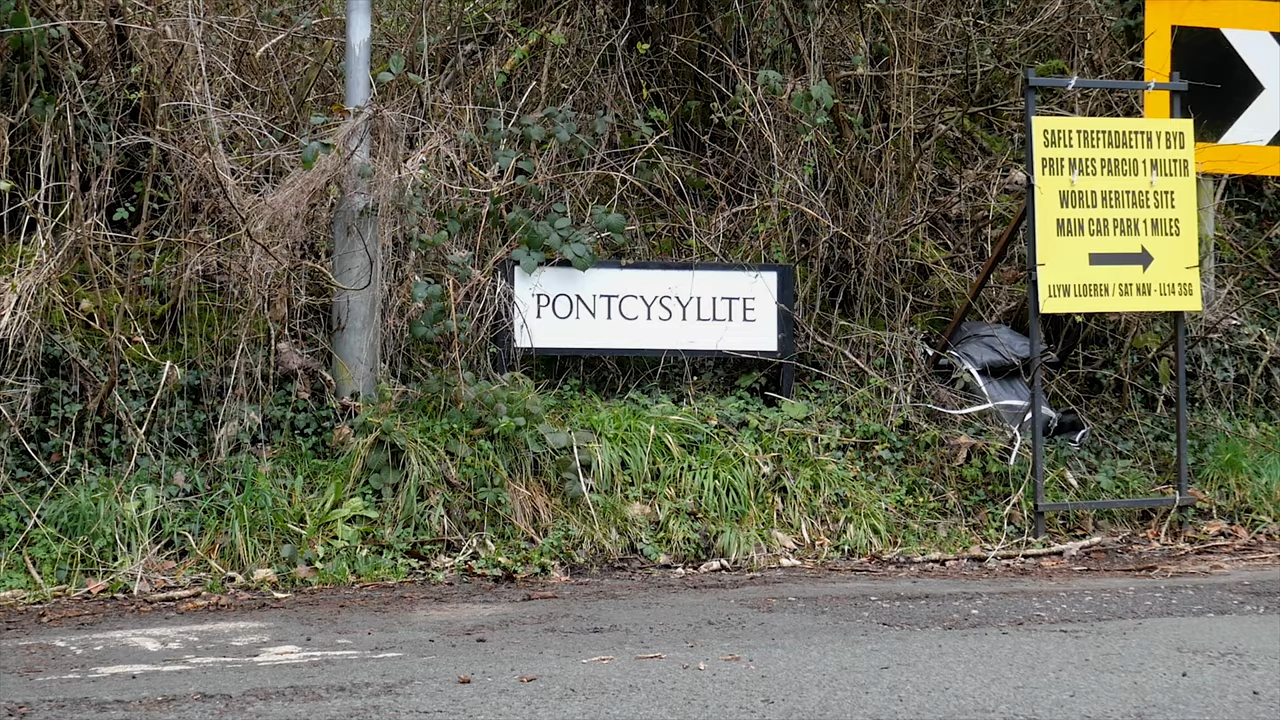 PONTCYSYLLTE
SAFLE TREFTADAETTH Y BYD
PRIF MAES PARCIO 1 MILLTIR
WORLD HERITAGE SITE
MAIN CAR PARK 1 MILES
LLYW LLOEREN / SAT NAV - LL14 3SG